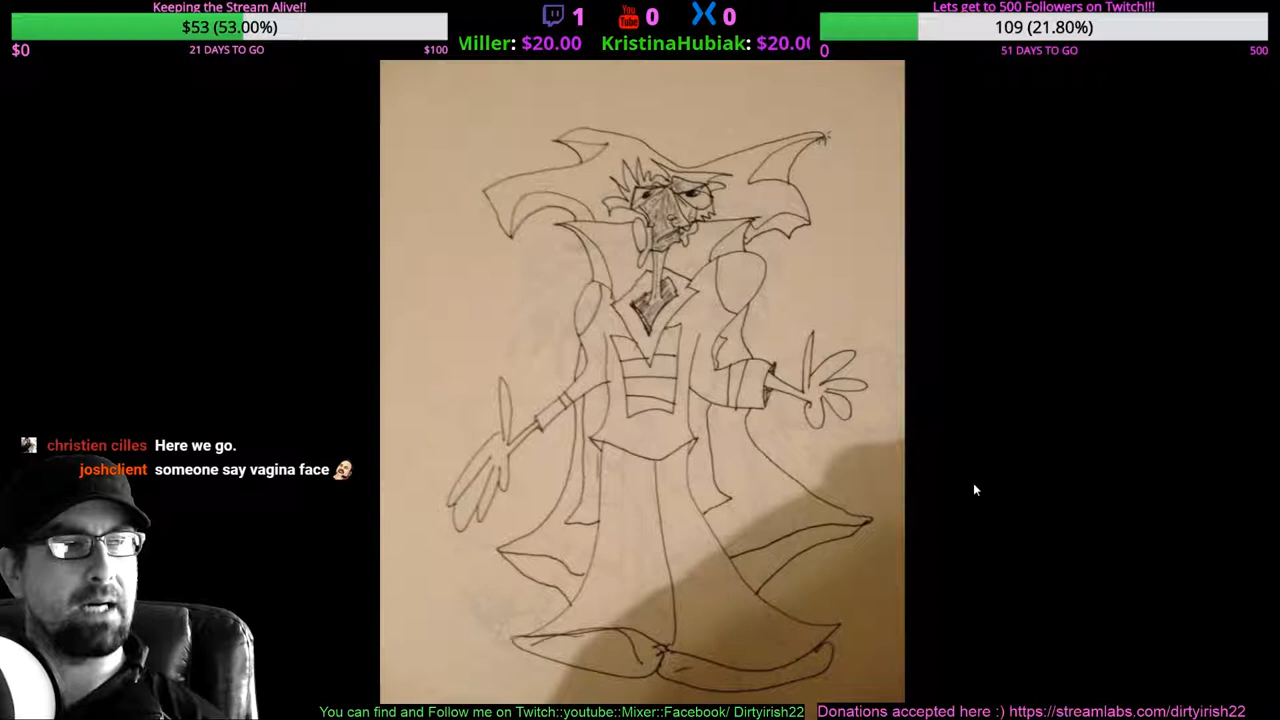 Keeping the Stream Alive!!
$53 (53.00%)
$0
21 DAYS TO GO
$100
1
You Tube
0
0
Miller: $20.00 KristinaHubiak: $20.0
Lets get to 500 Followers on Twitch!!!
109 (21.80%)
0
51 DAYS TO GO
500
christien cilles Here we go.
joshclient someone say vagina face
You can find and Follow me on Twitch::youtube::Mixer::Facebook/ Dirtyirish22
Donations accepted here :) https://streamlabs.com/dirtyirish22